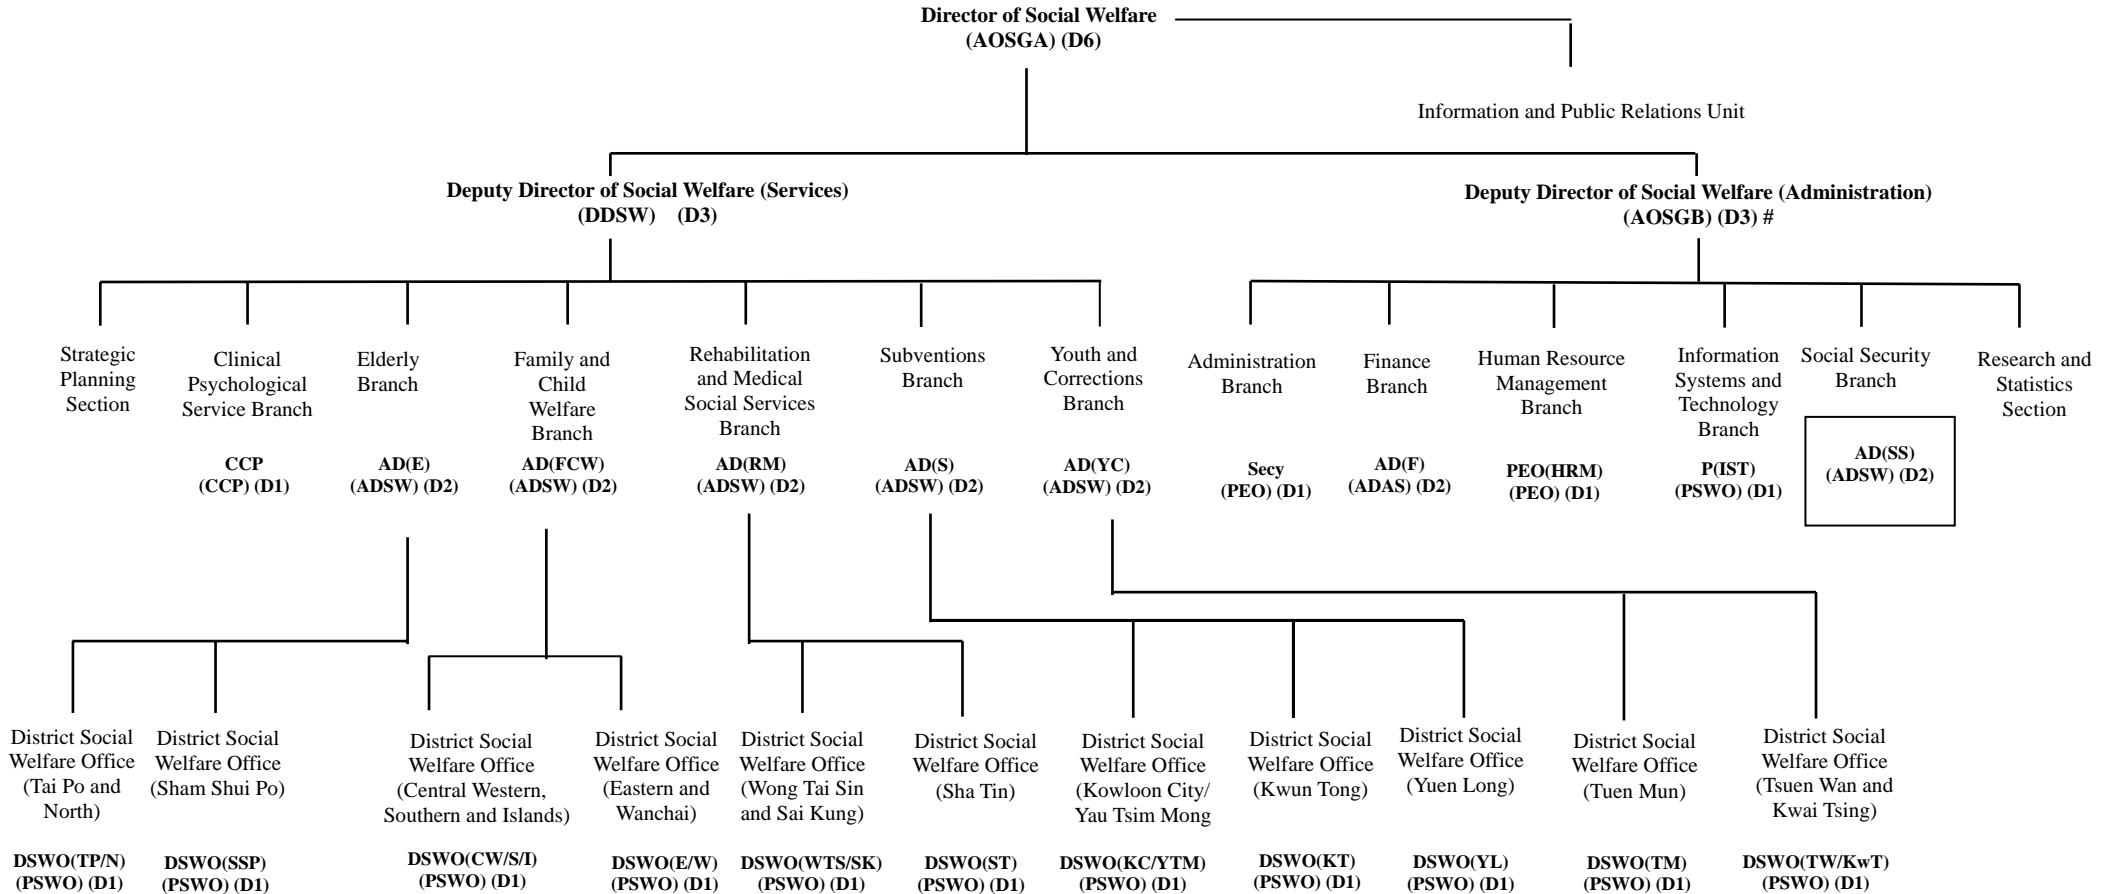 Director of Social Welfare
(AOSGA) (D6)
Information and Public Relations Unit
Deputy Director of Social Welfare (Services)
(DDSW) (D3)
Deputy Director of Social Welfare (Administration)
(AOSGB) (D3) #
Strategic
Planning
Section
Clinical
Psychological
Service Branch
CCP
(CCP) (D1)
Elderly
Branch
AD(E)
(ADSW) (D2)
Family and
Child
Welfare
Branch
AD(FCW)
(ADSW) (D2)
Rehabilitation
and Medical
Social Services
Branch
AD(RM)
(ADSW) (D2)
Subventions
Branch
AD(S)
(ADSW) (D2)
Youth and
Corrections
Branch
AD(YC)
(ADSW) (D2)
Administration
Branch
Secy
(PEO) (D1)
Finance
Branch
AD(F)
(ADAS) (D2)
Human Resource
Management
Branch
PEO(HRM)
(PEO) (D1)
Information
Systems and
Technology
Branch
P(IST)
(PSWO) (D1)
Social Security
Branch
AD(SS)
(ADSW) (D2)
Research and
Statistics
Section
District Social
Welfare Office
(Tai Po and
North)
DSWO(TP/N)
(PSWO) (D1)
District Social
Welfare Office
(Sham Shui Po)
DSWO(SSP)
(PSWO) (D1)
District Social
Welfare Office
(Central Western,
Southern and Islands)
DSWO(CW/S/I)
(PSWO) (D1)
District Social
Welfare Office
(Eastern and
Wanchai)
DSWO(E/W)
(PSWO) (D1)
District Social
Welfare Office
(Wong Tai Sin
and Sai Kung)
DSWO(WTS/SK)
(PSWO) (D1)
District Social
Welfare Office
(Sha Tin)
DSWO(ST)
(PSWO) (D1)
District Social
Welfare Office
(Kowloon City/
Yau Tsim Mong
DSWO(KC/YTM)
(PSWO) (D1)
District Social
Welfare Office
(Kwun Tong)
DSWO(KT)
(PSWO) (D1)
District Social
Welfare Office
(Yuen Long)
DSWO(YL)
(PSWO) (D1)
District Social
Welfare Office
(Tuen Mun)
DSWO(TM)
(PSWO) (D1)
District Social
Welfare Office
(Tsuen Wan and
Kwai Tsing)
DSWO(TW/KwT)
(PSWO) (D1)